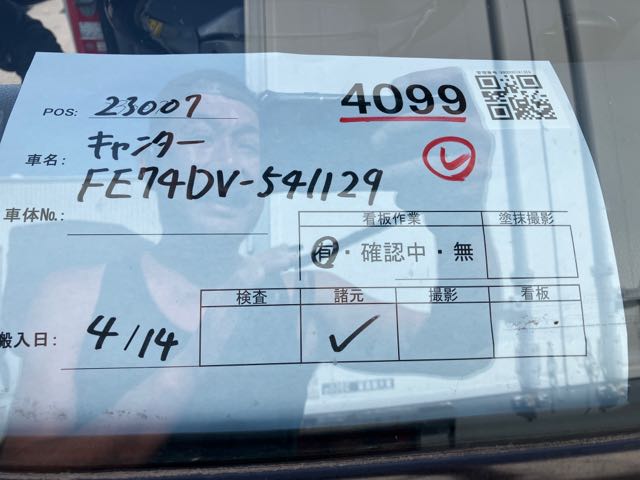 POS: 23007
4099
車名: キャンター
FE74DV-541129
レ
車体No.:
看板作業
塗抹撮影
有・確認中・無
検査
諸元
撮影
看板
搬入日: 4/14